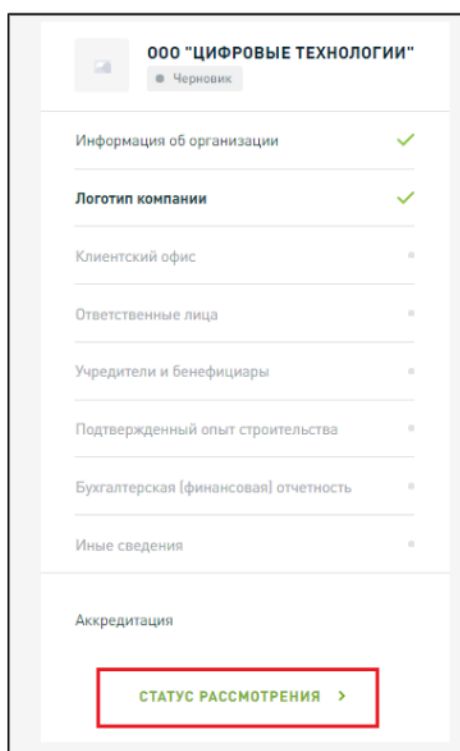 ООО "ЦИФРОВЫЕ ТЕХНОЛОГИИ"
Черновик
Информация об организации
Логотип компании
Клиентский офис
Ответственные лица
Учредители и бенефициары
Подтвержденный опыт строительства
Бухгалтерская (финансовая) отчетность
Иные сведения
Аккредитация
СТАТУС РАССМОТРЕНИЯ